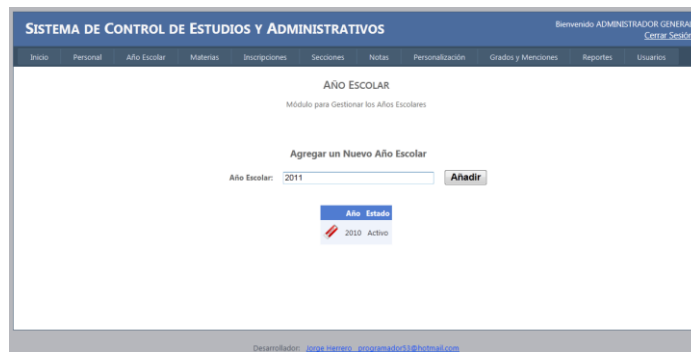 SISTEMA DE CONTROL DE ESTUDIOS Y ADMINISTRATIVOS
Bienvenido ADMINISTRADOR GENERAL
Cerrar Sesión
Inicio Personal Año Escolar Materias Inscripciones Secciones Notas Personalización Grados y Menciones Reportes Usuarios
AÑO ESCOLAR
Módulo para Gestionar los Años Escolares
Agregar un Nuevo Año Escolar
Año Escolar: 2011 Añadir
Año Estado
2010 Activo
Desarrollador: Jorge Herrero programador53@hotmail.com